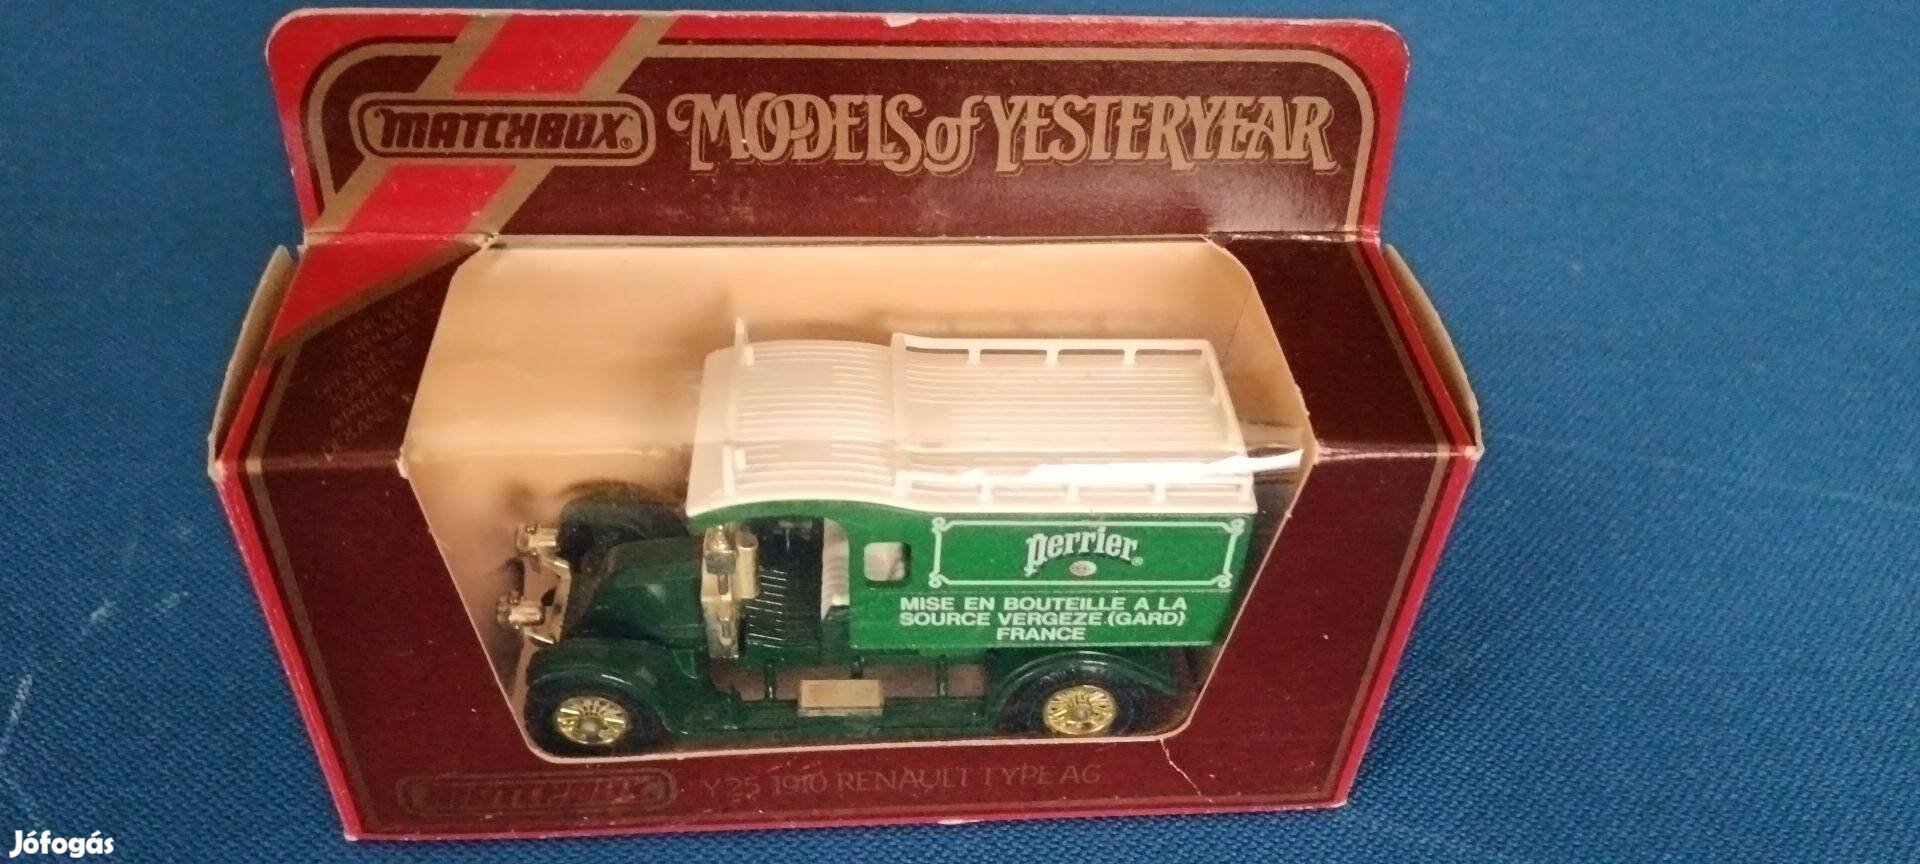 MATCHBOX®
MODELS of YESTERYEAR
perrier®
MISE EN BOUTEILLE A LA
SOURCE VERGEZE (GARD)
FRANCE
MATCHBOX
Y25 1910 RENAULT TYPE AG
Jófogás